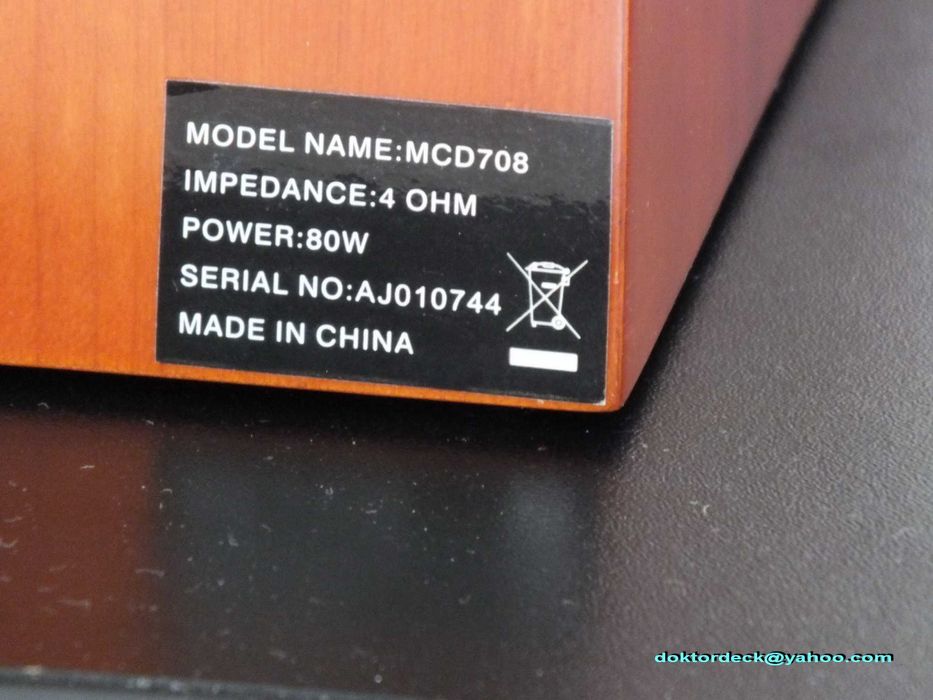 MODEL NAME:MCD708
IMPEDANCE:4 OHM
POWER:80W
SERIAL NO:AJ010744
MADE IN CHINA
doktordeck@yahoo.com